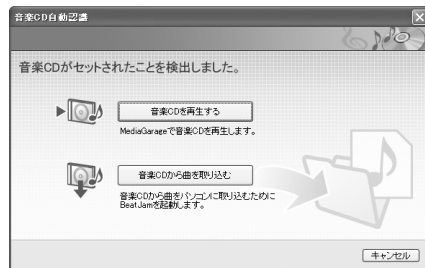 音楽CD自動認識
音楽CDがセットされたことを検出しました。
音楽CDを再生する
MediaGarageで音楽CDを再生します。
音楽CDから曲を取り込む
音楽CDから曲をパソコンに取り込むために
BeatJamを起動します。
キャンセル